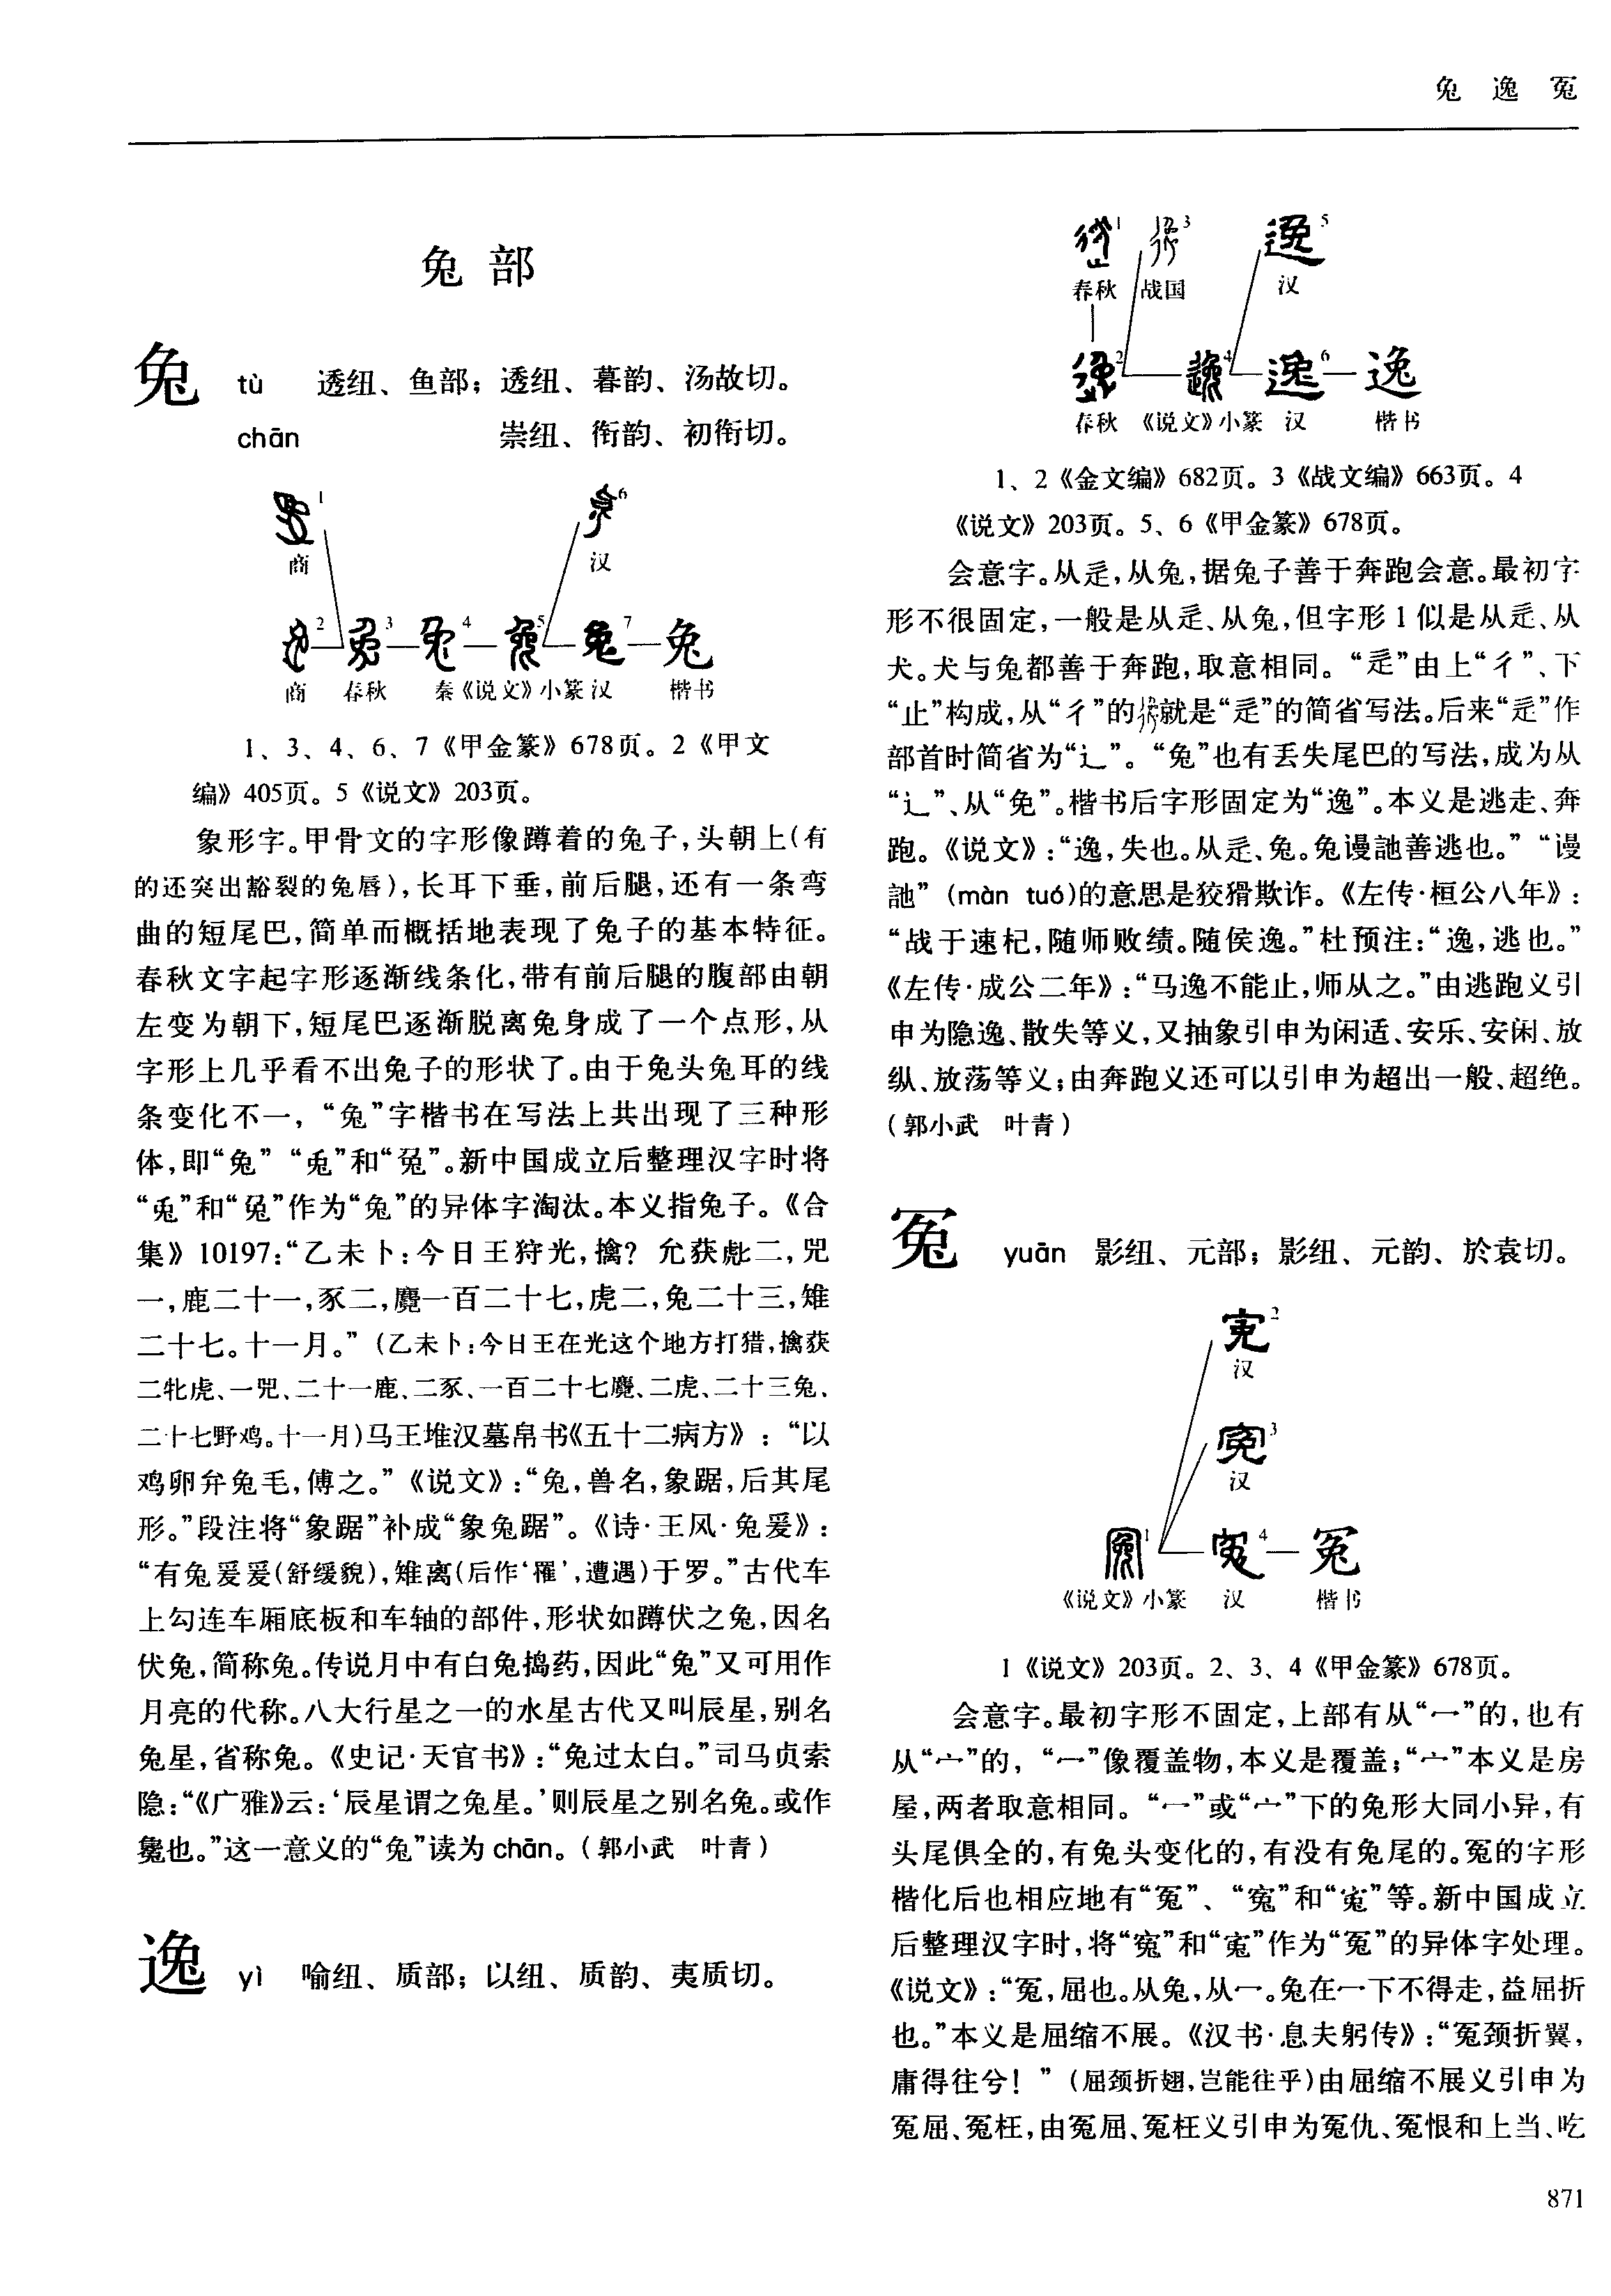 兔 逸 冤
兔 部
兔 tù 透纽、鱼部；透纽、暮韵、汤故切。
chān 崇纽、衔韵、初衔切。
1 6
商 汉
2 3 4 5 7 兔
商 春秋 秦《说文》小篆 汉 楷书
1、3、4、6、7《甲金篆》678页。2《甲文
编》405页。5《说文》203页。
象形字。甲骨文的字形像蹲着的兔子，头朝上（有
的还突出豁裂的兔唇），长耳下垂，前后腿，还有一条弯
曲的短尾巴，简单而概括地表现了兔子的基本特征。
春秋文字起字形逐渐线条化，带有前后腿的腹部由朝
左变为朝下，短尾巴逐渐脱离兔身成了一个点形，从
字形上几乎看不出兔子的形状了。由于兔头兔耳的线
条变化不一，“兔”字楷书在写法上共出现了三种形
体，即“兔”“兎”和“兔”。新中国成立后整理汉字时将
“兎”和“”作为“兔”的异体字淘汰。本义指兔子。《合
集》10197：“乙未卜：今日王狩光，擒？允获彪二，兕
一，鹿二十一，豕二，麑一百二十七，虎二，兔二十三，雉
二十七。十一月。”（乙未卜：今日王在光这个地方打猎，擒获
二牝虎、一兕、二十一鹿、二豕、一百二十七麑、二虎、二十三兔、
二十七野鸡。十一月）马王堆汉墓帛书《五十二病方》：“以
鸡卵弁兔毛，傅之。”《说文》：“兔，兽名，象踞，后其尾
形。”段注将“象踞”补成“象兔踞”。《诗·王风·兔爰》：
“有兔爰爰（舒缓貌），雉离（后作‘罹’，遭遇）于罗。”古代车
上勾连车厢底板和车轴的部件，形状如蹲伏之兔，因名
伏兔，简称兔。传说月中有白兔捣药，因此“兔”又可用作
月亮的代称。八大行星之一的水星古代又叫辰星，别名
兔星，省称兔。《史记·天官书》：“兔过太白。”司马贞索
隐：“《广雅》云：‘辰星谓之兔星。’则辰星之别名兔。或作
毚也。”这一意义的“兔”读为 chān。（郭小武 叶青）
逸 yì 喻纽、质部；以纽、质韵、夷质切。
1 3 5
春秋 战国 汉
2 4 6 逸
春秋 《说文》小篆 汉 楷书
1、2《金文编》682页。3《战文编》663页。4
《说文》203页。5、6《甲金篆》678页。
会意字。从辵，从兔，据兔子善于奔跑会意。最初字
形不很固定，一般是从辵、从兔，但字形1似是从辵、从
犬。犬与兔都善于奔跑，取意相同。“辵”由上“彳”、下
“止”构成，从“彳”的就是“辵”的简省写法。后来“辵”作
部首时简省为“辶”。“兔”也有丢失尾巴的写法，成为从
“辶”、从“免”。楷书后字形固定为“逸”。本义是逃走、奔
跑。《说文》：“逸，失也。从辵、兔。兔谩訑善逃也。”“谩
訑”（màn tuó）的意思是狡猾欺诈。《左传·桓公八年》：
“战于速杞，随师败绩。随侯逸。”杜预注：“逸，逃也。”
《左传·成公二年》：“马逸不能止，师从之。”由逃跑义引
申为隐逸、散失等义，又抽象引申为闲适、安乐、安闲、放
纵、放荡等义；由奔跑义还可以引申为超出一般、超绝。
（郭小武 叶青）
冤 yuān 影纽、元部；影纽、元韵、於袁切。
2
汉
3
汉
1 4 冤
《说文》小篆 汉 楷书
1《说文》203页。2、3、4《甲金篆》678页。
会意字。最初字形不固定，上部有从“冖”的，也有
从“宀”的，“冖”像覆盖物，本义是覆盖；“宀”本义是房
屋，两者取意相同。“冖”或“宀”下的兔形大同小异，有
头尾俱全的，有兔头变化的，有没有兔尾的。冤的字形
楷化后也相应地有“冤”、“寃”和“”等。新中国成立
后整理汉字时，将“寃”和“”作为“冤”的异体字处理。
《说文》：“冤，屈也。从兔，从冖。兔在冖下不得走，益屈折
也。”本义是屈缩不展。《汉书·息夫躬传》：“冤颈折翼，
庸得往兮！”（屈颈折翅，岂能往乎）由屈缩不展义引申为
冤屈、冤枉，由冤屈、冤枉义引申为冤仇、冤恨和上当、吃
871